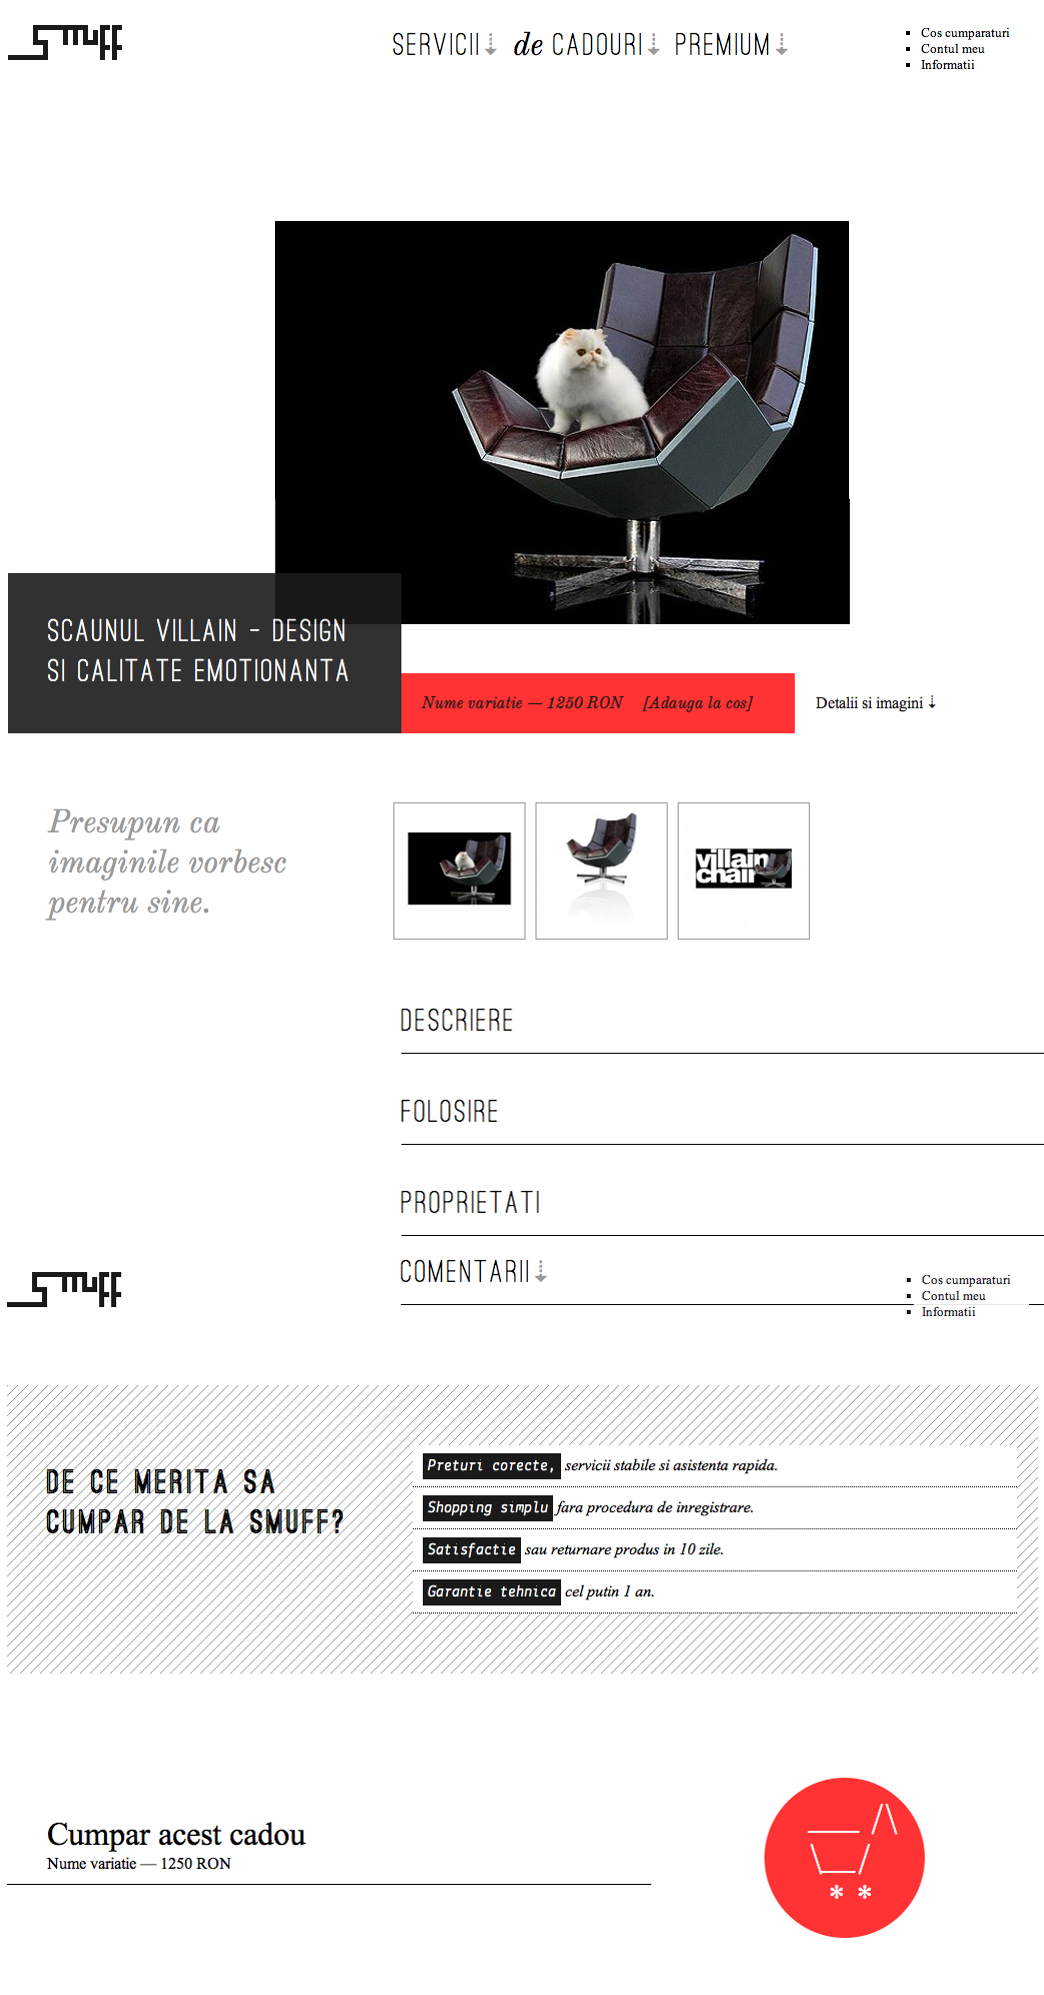 smuff
SERVICII⇣ de CADOURI⇣ PREMIUM⇣
Cos cumparaturi
Contul meu
Informatii
SCAUNUL VILLAIN - DESIGN
SI CALITATE EMOTIONANTA
Nume variatie — 1250 RON [Adauga la cos]
Detalii si imagini ⇣
Presupun ca
imaginile vorbesc
pentru sine.
villain
chair
DESCRIERE
FOLOSIRE
PROPRIETATI
COMENTARII⇣
smuff
Cos cumparaturi
Contul meu
Informatii
DE CE MERITA SA
CUMPAR DE LA SMUFF?
Preturi corecte, servicii stabile si asistenta rapida.
Shopping simplu fara procedura de inregistrare.
Satisfactie sau returnare produs in 10 zile.
Garantie tehnica cel putin 1 an.
Cumpar acest cadou
Nume variatie — 1250 RON